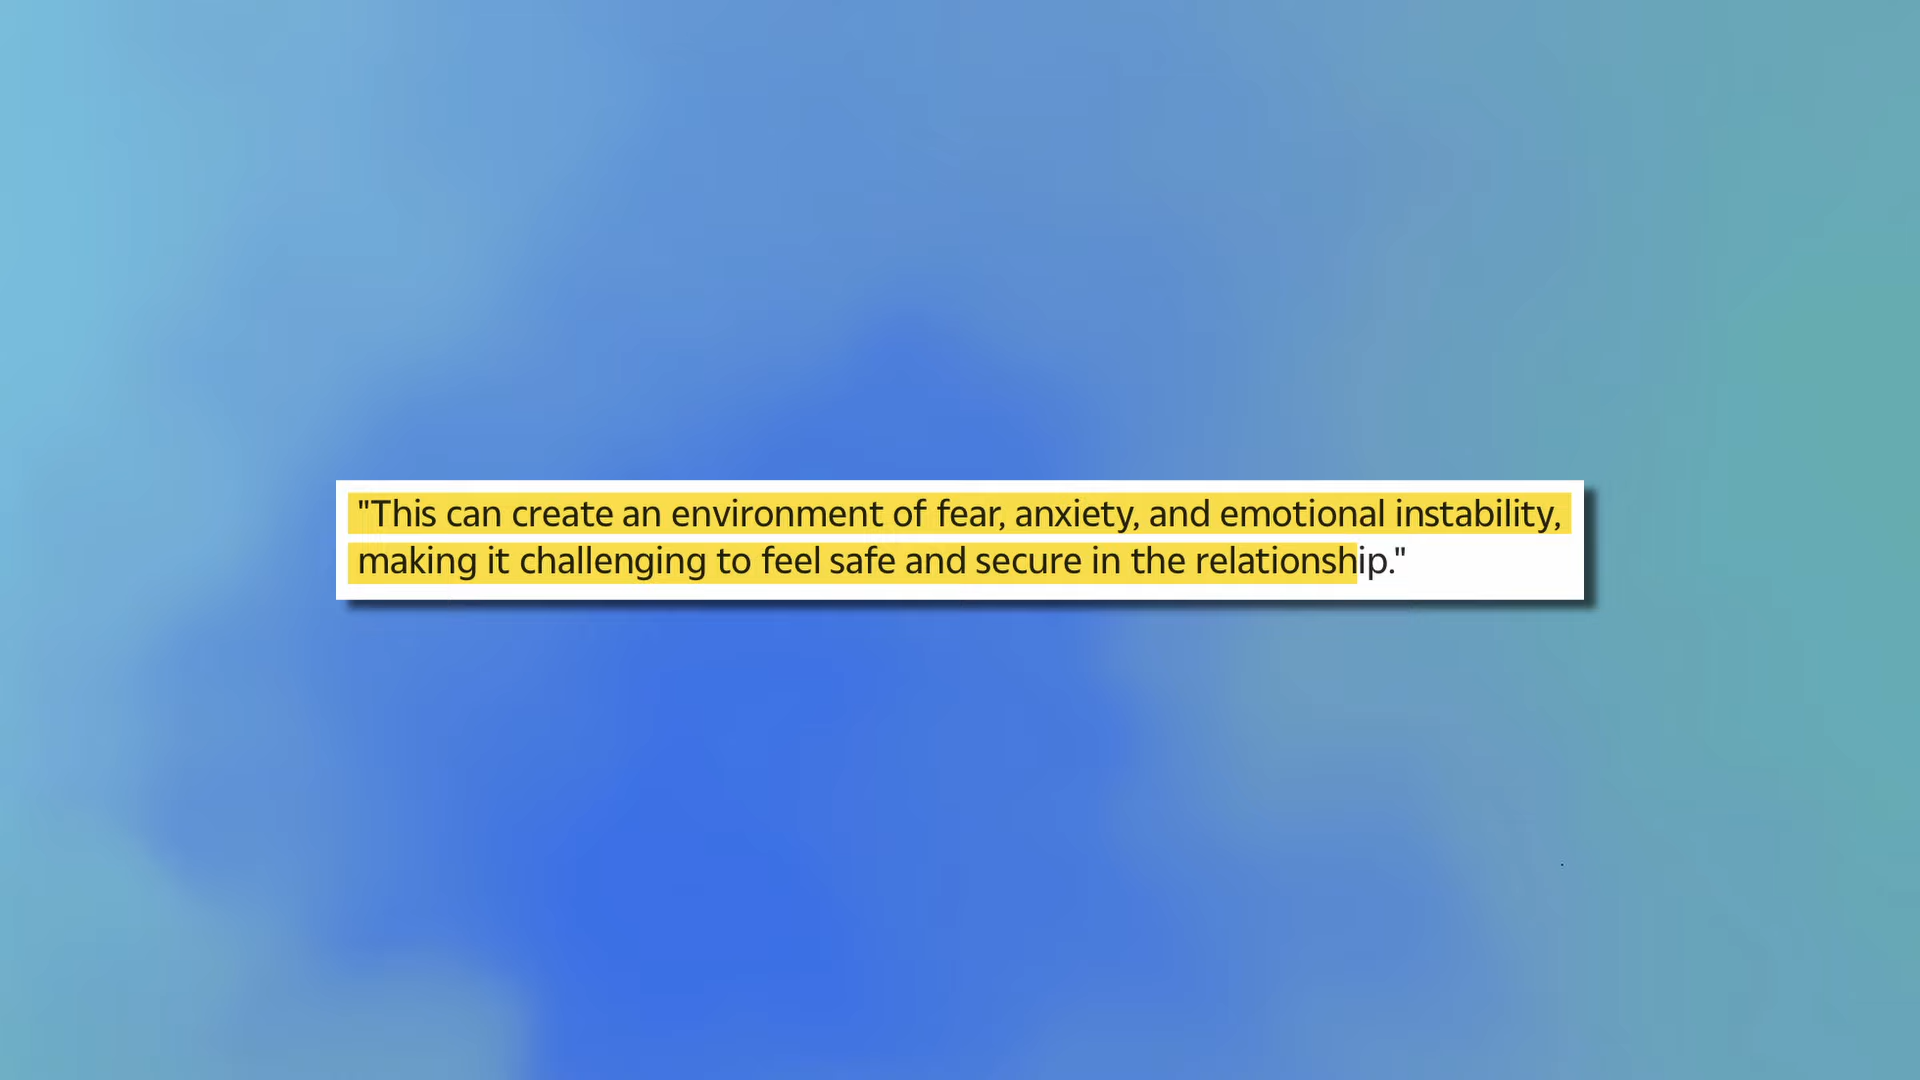 "This can create an environment of fear, anxiety, and emotional instability,
making it challenging to feel safe and secure in the relationship."